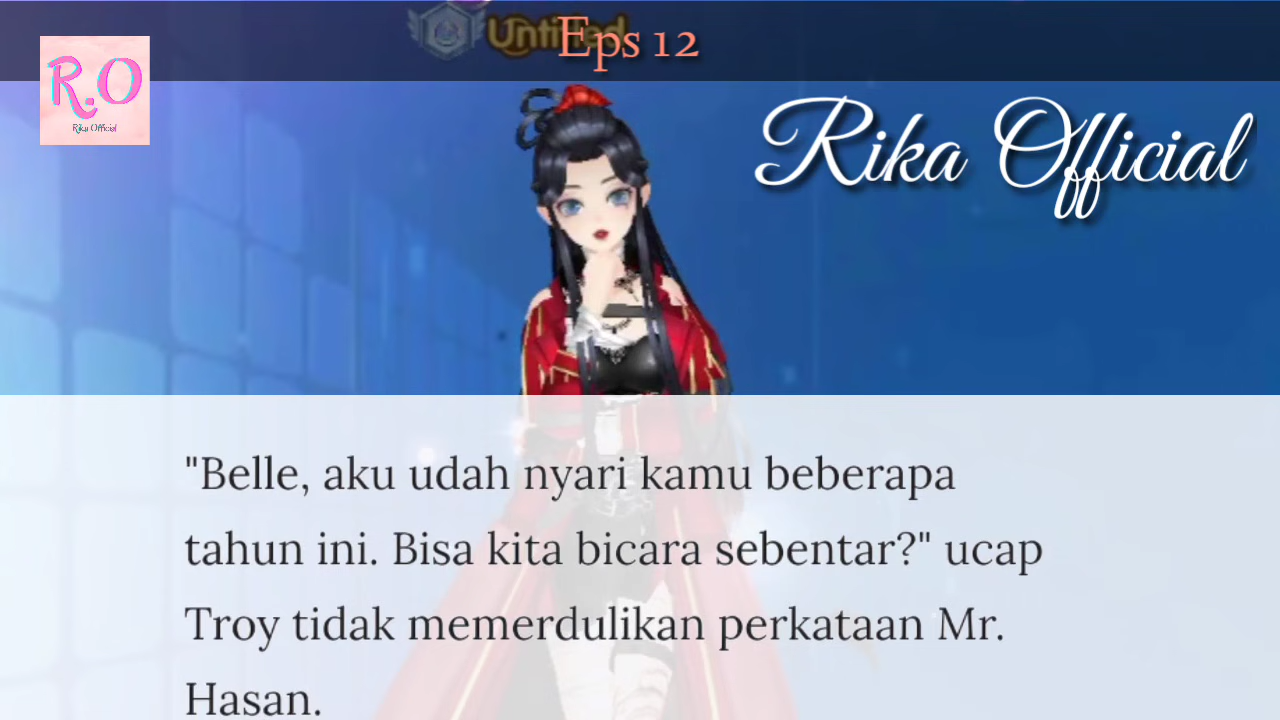 Untitled
Eps 12
R.O
Rika Official
Rika Official
"Belle, aku udah nyari kamu beberapa
tahun ini. Bisa kita bicara sebentar?" ucap
Troy tidak memerdulikan perkataan Mr.
Hasan.